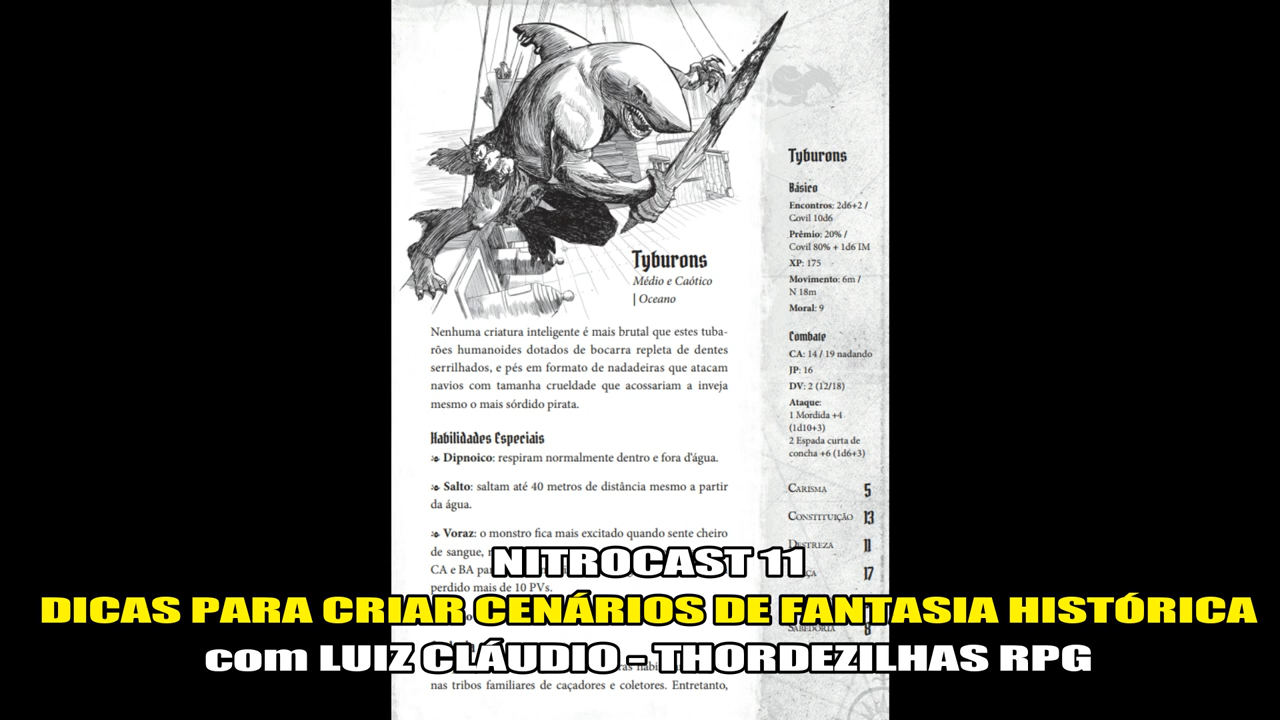 Tyburons
Médio e Caótico
| Oceano
Nenhuma criatura inteligente é mais brutal que estes tuba-
rões humanoides dotados de bocarra repleta de dentes
serrilhados, e pés em formato de nadadeiras que atacam
navios com tamanha crueldade que acossariam a inveja
mesmo o mais sórdido pirata.
Habilidades Especiais
Dipnoico: respiram normalmente dentro e fora d'água.
Salto: saltam até 40 metros de distância mesmo a partir
da água.
Voraz: o monstro fica mais excitado quando sente cheiro
de sangue,
CA e BA
perdido mais de 10 PVs.
nas tribos familiares de caçadores e coletores. Entretanto,
Tyburons
Básico
Encontros: 2d6+2 /
Covil 10d6
Prêmio: 20% /
Covil 80% + 1d6 IM
XP: 175
Movimento: 6m /
N 18m
Moral: 9
Combate
CA: 14 / 19 nadando
JP: 16
DV: 2 (12/18)
Ataque:
1 Mordida +4
(1d10+3)
2 Espada curta de
concha +6 (1d6+3)
Carisma 5
Constituição 13
Destreza 11
17
Sabedoria 8
NITROCAST 11
DICAS PARA CRIAR CENÁRIOS DE FANTASIA HISTÓRICA
com LUIZ CLÁUDIO - THORDEZILHAS RPG